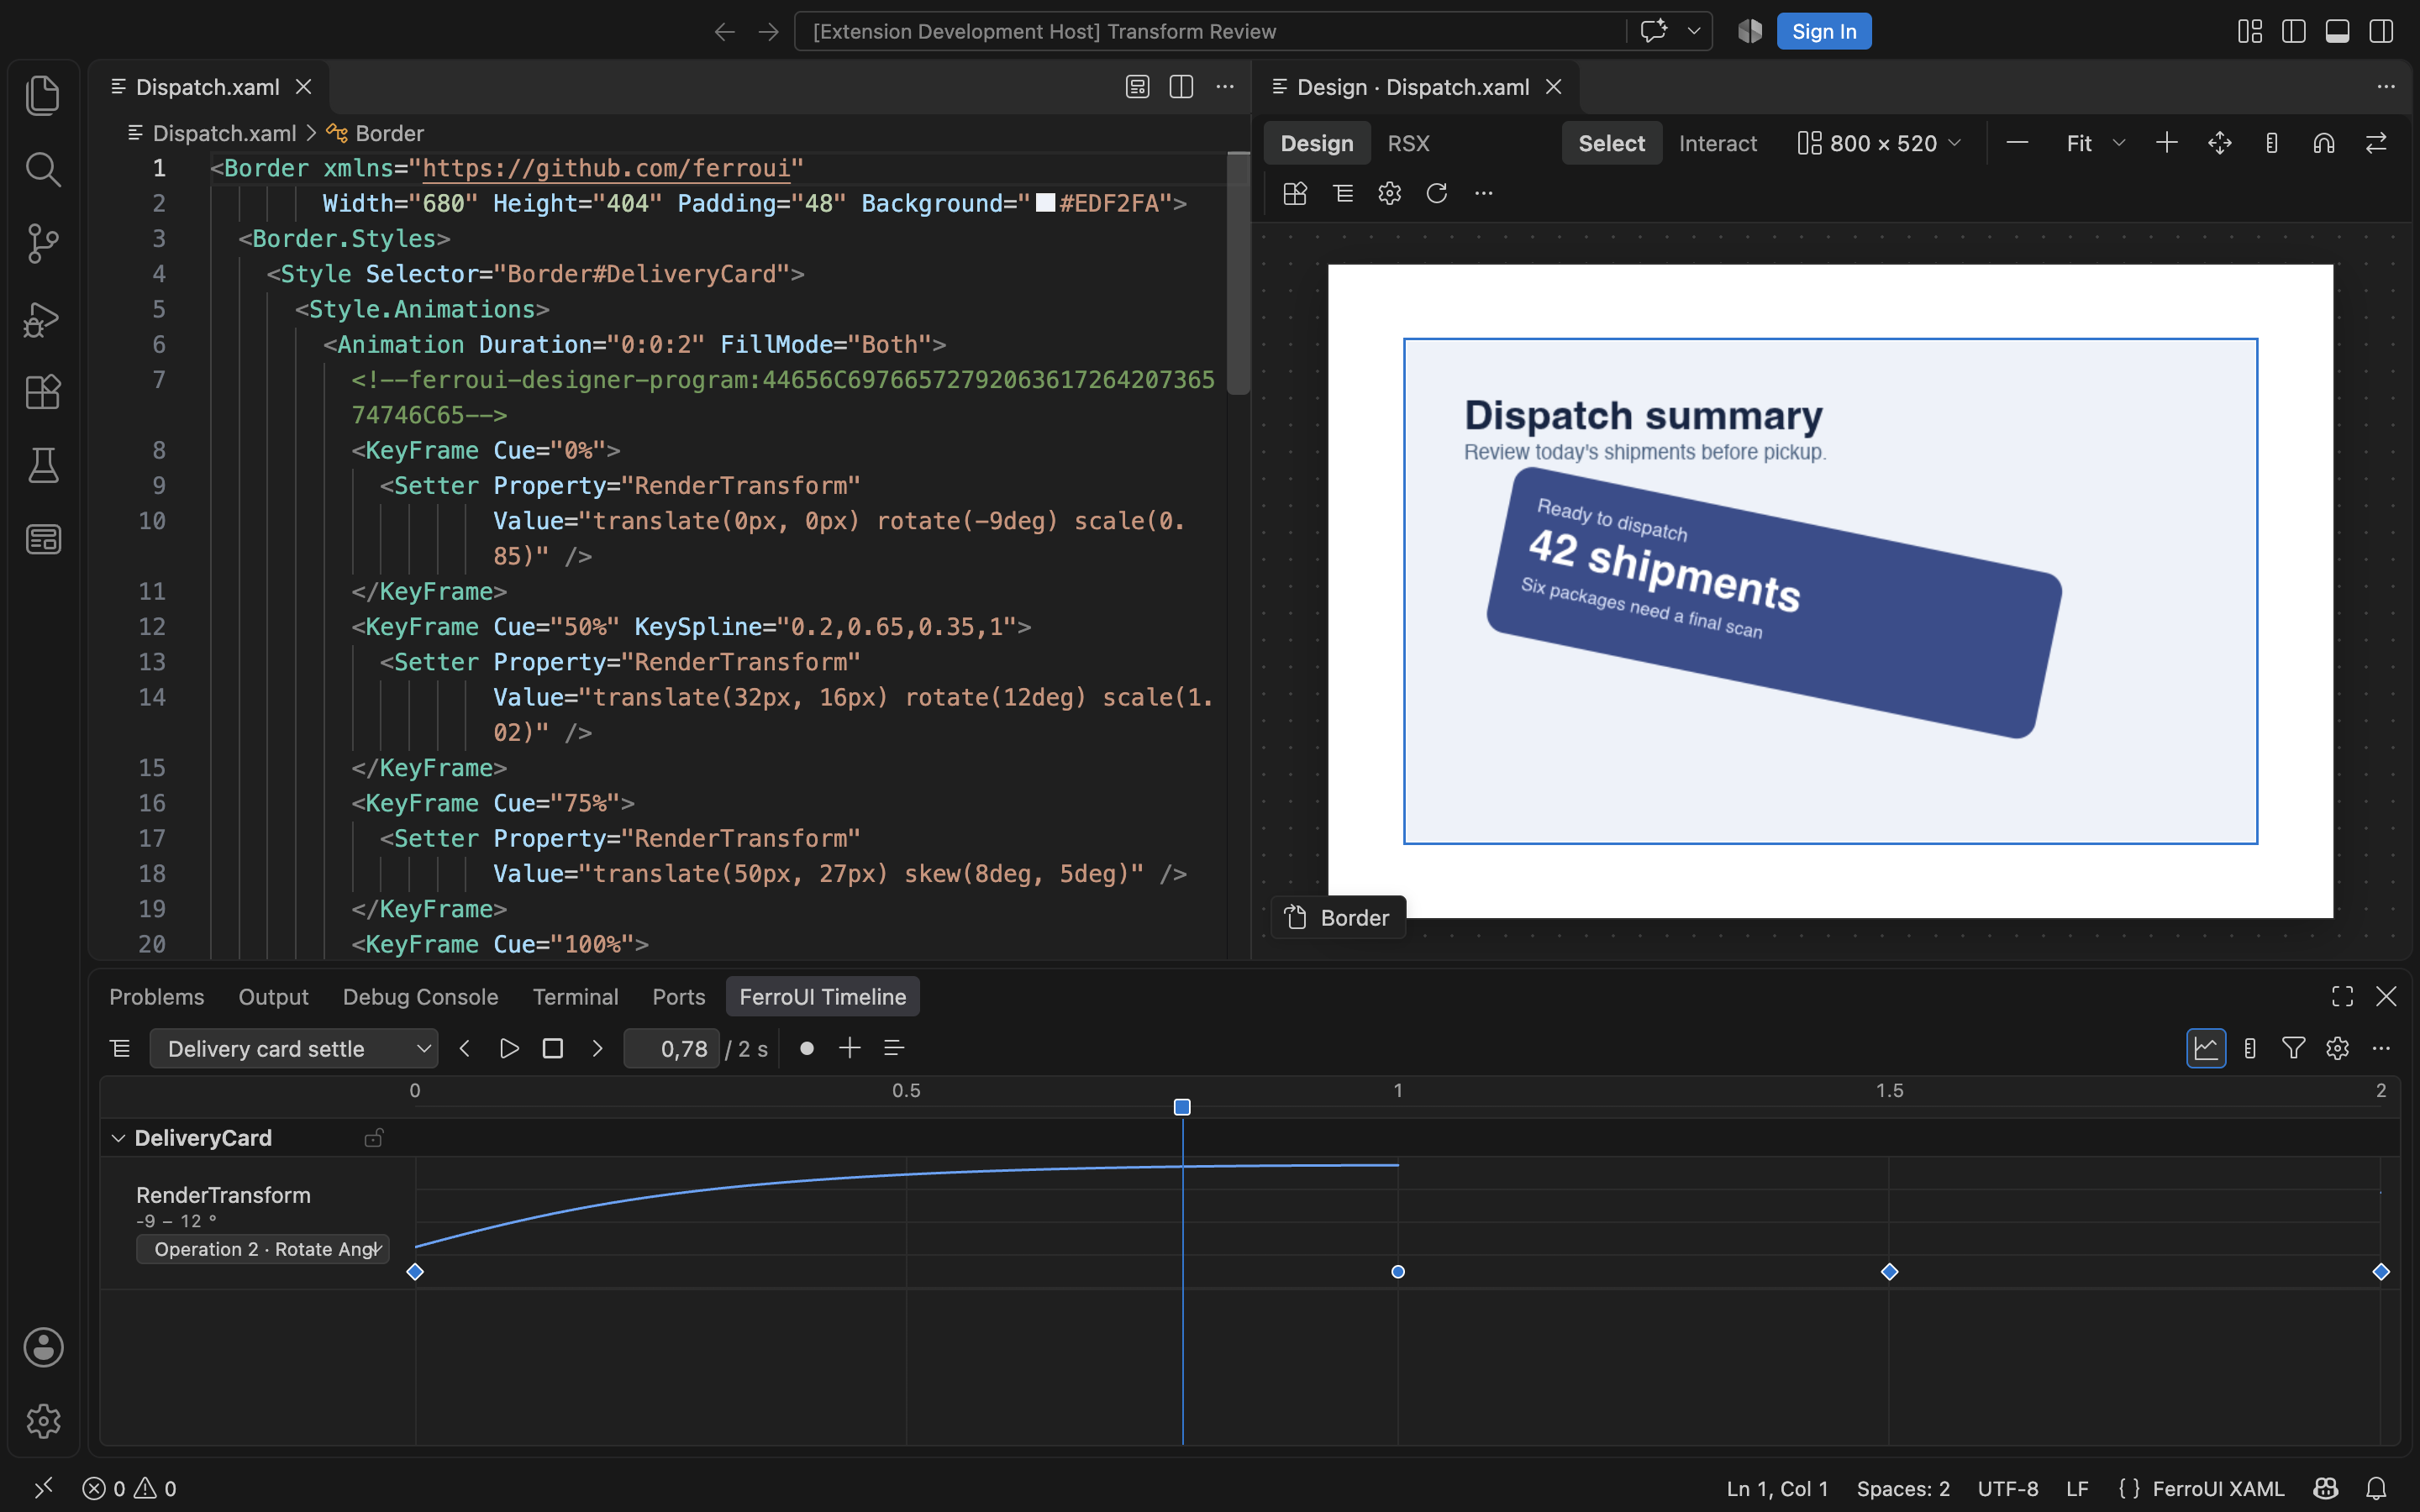 [Extension Development Host] Transform Review
Sign In
Dispatch.xaml
Dispatch.xaml > Border
1 <Border xmlns="https://github.com/ferroui"
2 Width="680" Height="404" Padding="48" Background="#EDF2FA">
3 <Border.Styles>
4 <Style Selector="Border#DeliveryCard">
5 <Style.Animations>
6 <Animation Duration="0:0:2" FillMode="Both">
7 <!--ferroui-designer-program:44656C69766572792063617264207365
74746C65-->
8 <KeyFrame Cue="0%">
9 <Setter Property="RenderTransform"
10 Value="translate(0px, 0px) rotate(-9deg) scale(0.
85)" />
11 </KeyFrame>
12 <KeyFrame Cue="50%" KeySpline="0.2,0.65,0.35,1">
13 <Setter Property="RenderTransform"
14 Value="translate(32px, 16px) rotate(12deg) scale(1.
02)" />
15 </KeyFrame>
16 <KeyFrame Cue="75%">
17 <Setter Property="RenderTransform"
18 Value="translate(50px, 27px) skew(8deg, 5deg)" />
19 </KeyFrame>
20 <KeyFrame Cue="100%">
Design · Dispatch.xaml
Design RSX Select Interact 800 × 520 Fit
Dispatch summary
Review today's shipments before pickup.
Ready to dispatch
42 shipments
Six packages need a final scan
Border
Problems Output Debug Console Terminal Ports FerroUI Timeline
Delivery card settle 0,78 / 2 s
0 0.5 1 1.5 2
DeliveryCard
RenderTransform
-9 – 12 °
Operation 2 · Rotate Angl
0 0 Ln 1, Col 1 Spaces: 2 UTF-8 LF { } FerroUI XAML